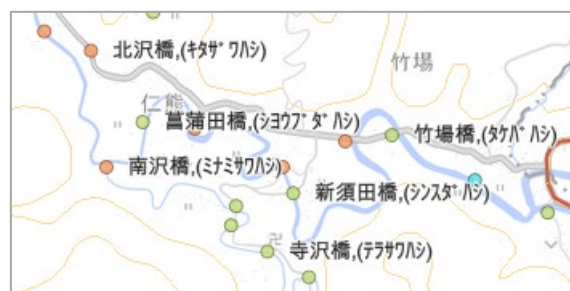 北沢橋,(ｷﾀｻﾞﾜﾊｼ)
竹場
仁熊
菖蒲田橋,(ｼﾖｳﾌﾞﾀﾞﾊｼ)
竹場橋,(ﾀｹﾊﾞﾊｼ)
南沢橋,(ﾐﾅﾐｻﾜﾊｼ)
新須田橋,(ｼﾝｽﾀﾞﾊｼ)
寺沢橋,(ﾃﾗｻﾜﾊｼ)